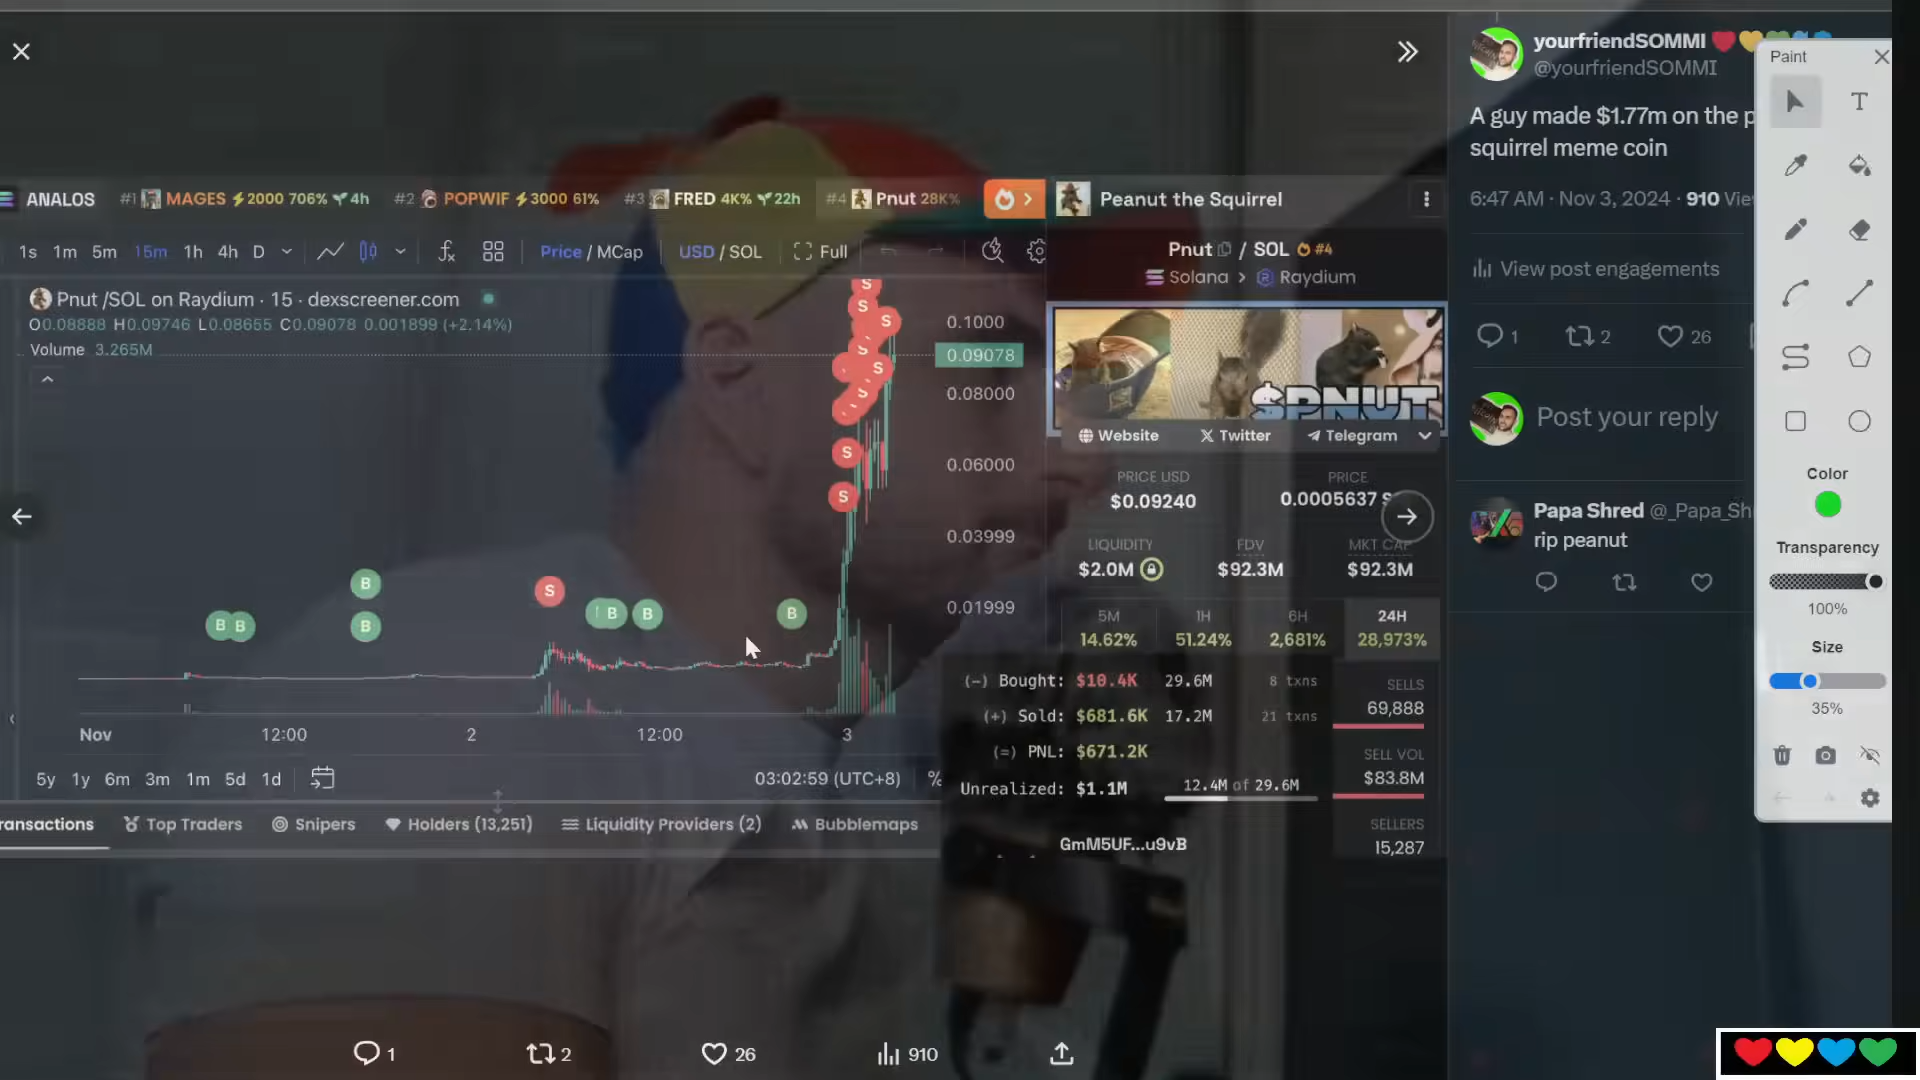 yourfriendSOMMI
@yourfriendSOMMI
A guy made $1.77m on the
squirrel meme coin
6:47 AM · Nov 3, 2024 · 910
View post engagements
1 2 26
Post your reply
Papa Shred
rip peanut
Paint
T
Color
Transparency
100%
Size
35%
ANALOS
#1 MAGES 2000 706% 4h
#2 POPWIF 3000 61%
#3 FRED 4K% 22h
#4 Pnut 28K%
Peanut the Squirrel
1s 1m 5m 15m 1h 4h D
Price / MCap
USD / SOL
Full
Pnut / SOL #4
Solana > Raydium
Pnut /SOL on Raydium · 15 · dexscreener.com
O0.08888 H0.09746 L0.08655 C0.09078 0.001899 (+2.14%)
Volume 3.265M
0.1000
0.09078
0.08000
0.06000
0.03999
0.01999
S
S
S
S
S
S
S
S
S
B B
B
B
B
B
B
Nov 12:00 2 12:00 3
5y 1y 6m 3m 1m 5d 1d
03:02:59 (UTC+8) %
$PNUT
Website Twitter Telegram
PRICE USD
$0.09240
PRICE
0.0005637
LIQUIDITY
$2.0M
FDV
$92.3M
MKT CAP
$92.3M
5M
14.62%
1H
51.24%
6H
2,681%
24H
28,973%
(-) Bought: $10.4K 29.6M 8 txns
(+) Sold: $681.6K 17.2M 21 txns
(=) PNL: $671.2K
Unrealized: $1.1M 12.4M of 29.6M
GmM5UF...u9vB
SELLS
69,888
SELL VOL
$83.8M
SELLERS
15,287
Top Traders
Snipers
Holders (13,251)
Liquidity Providers (2)
Bubblemaps
1 2 26 910